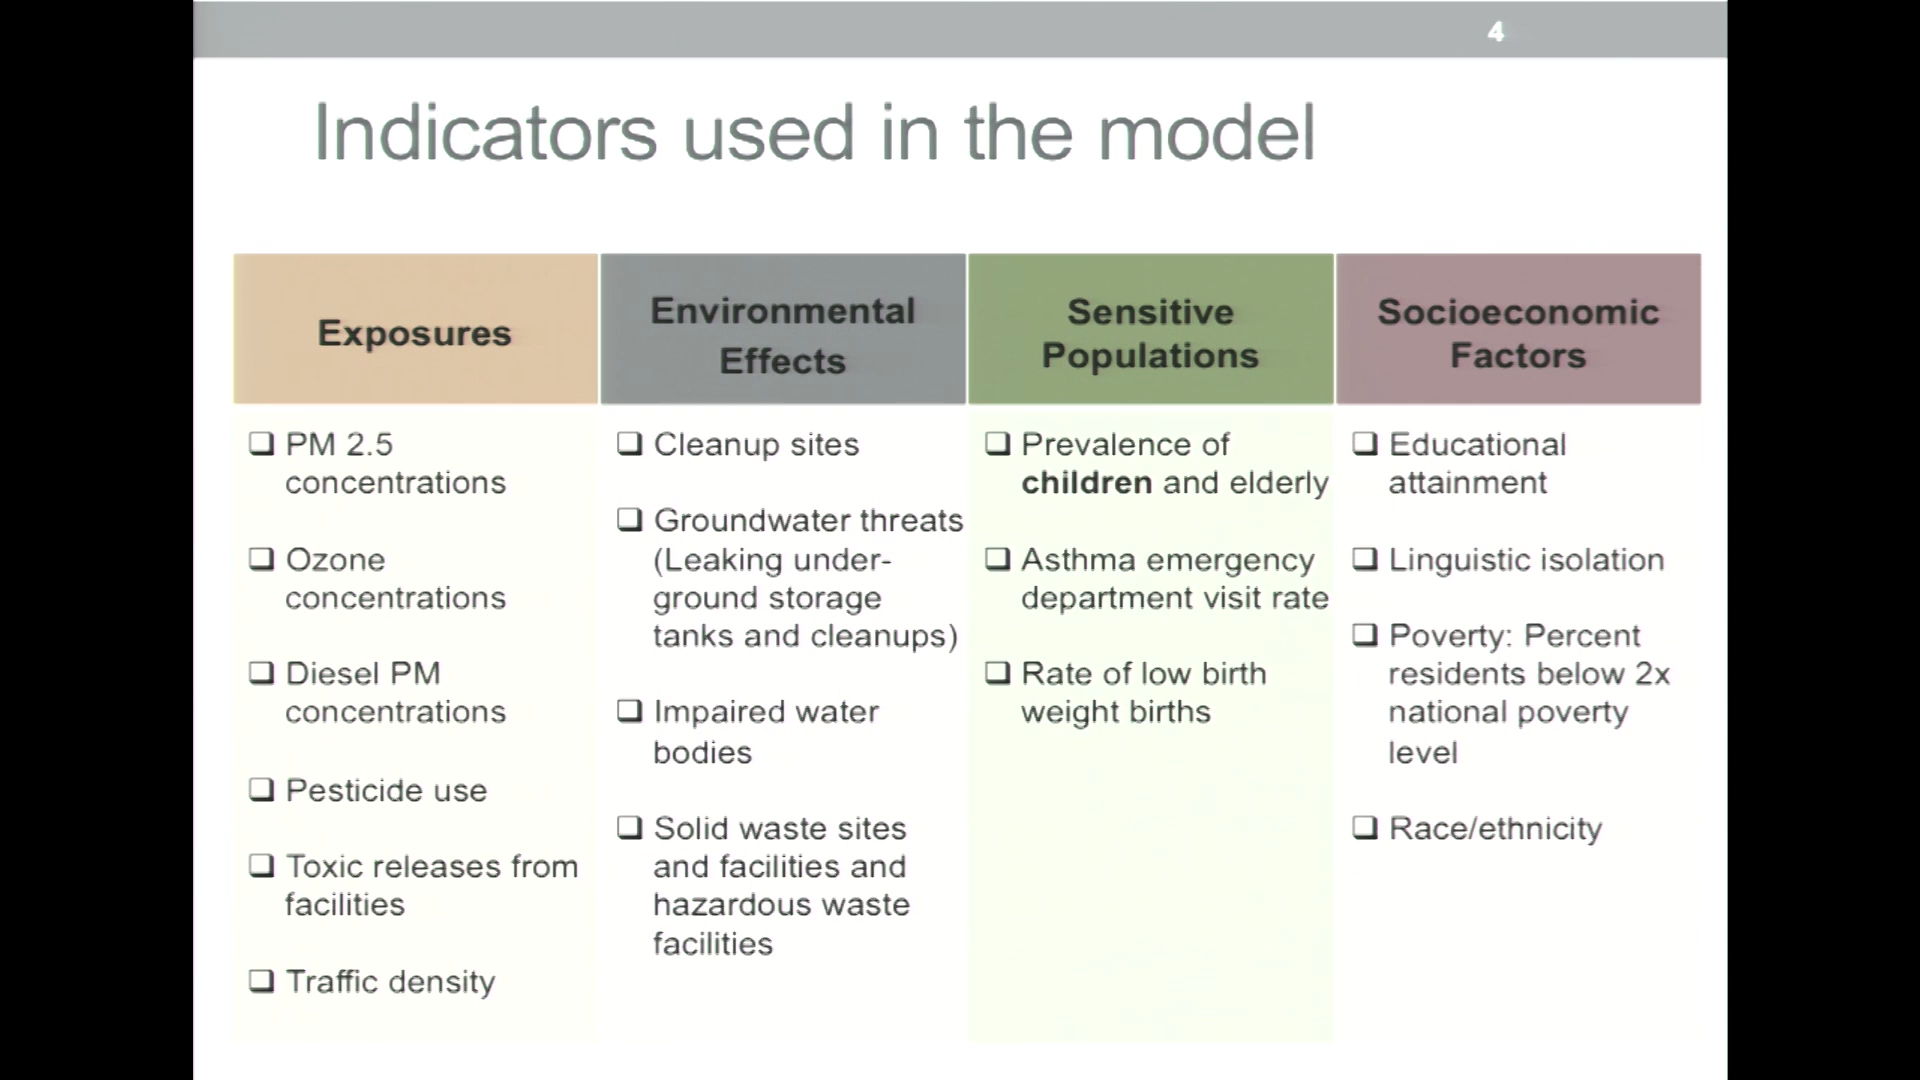 4
Indicators used in the model
Exposures
PM 2.5
concentrations
Ozone
concentrations
Diesel PM
concentrations
Pesticide use
Toxic releases from
facilities
Traffic density
Environmental
Effects
Cleanup sites
Groundwater threats
(Leaking under-
ground storage
tanks and cleanups)
Impaired water
bodies
Solid waste sites
and facilities and
hazardous waste
facilities
Sensitive
Populations
Prevalence of
children and elderly
Asthma emergency
department visit rate
Rate of low birth
weight births
Socioeconomic
Factors
Educational
attainment
Linguistic isolation
Poverty: Percent
residents below 2x
national poverty
level
Race/ethnicity